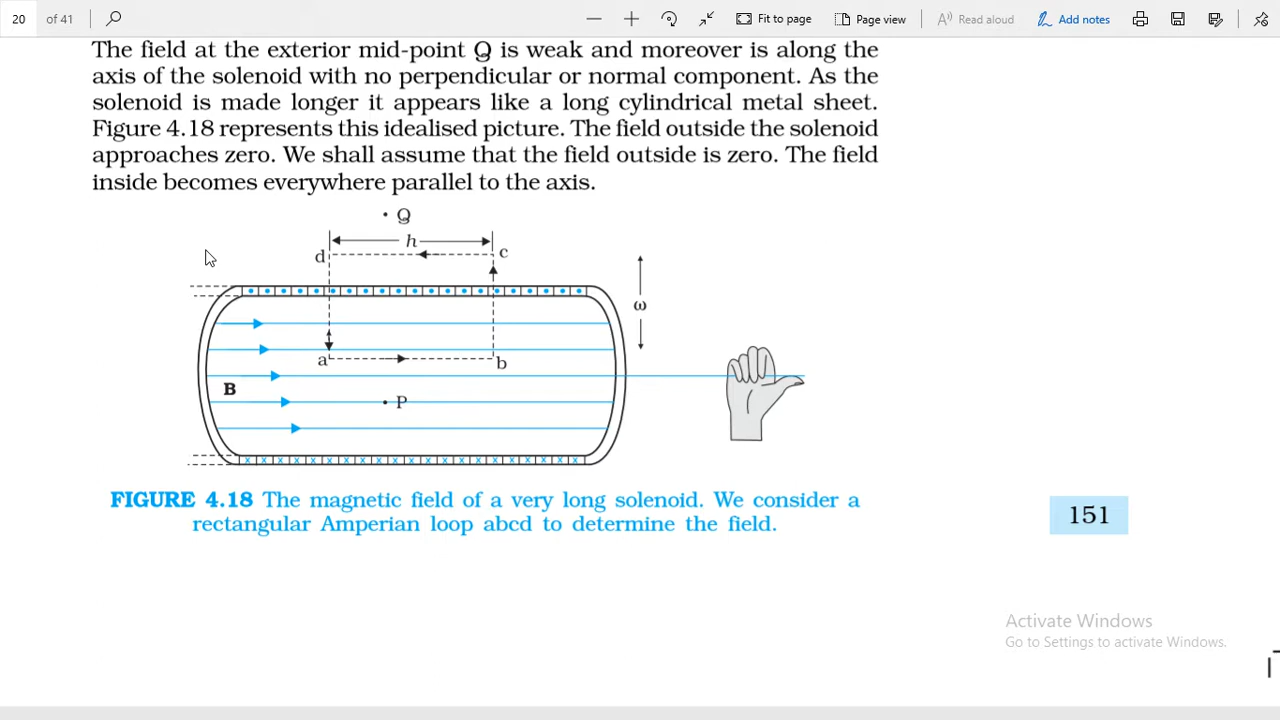 20 of 41
Fit to page
Page view
Read aloud
Add notes
The field at the exterior mid-point Q is weak and moreover is along the
axis of the solenoid with no perpendicular or normal component. As the
solenoid is made longer it appears like a long cylindrical metal sheet.
Figure 4.18 represents this idealised picture. The field outside the solenoid
approaches zero. We shall assume that the field outside is zero. The field
inside becomes everywhere parallel to the axis.
Q
h
d
c
ω
a
b
B
P
FIGURE 4.18 The magnetic field of a very long solenoid. We consider a
rectangular Amperian loop abcd to determine the field.
151
Activate Windows
Go to Settings to activate Windows.